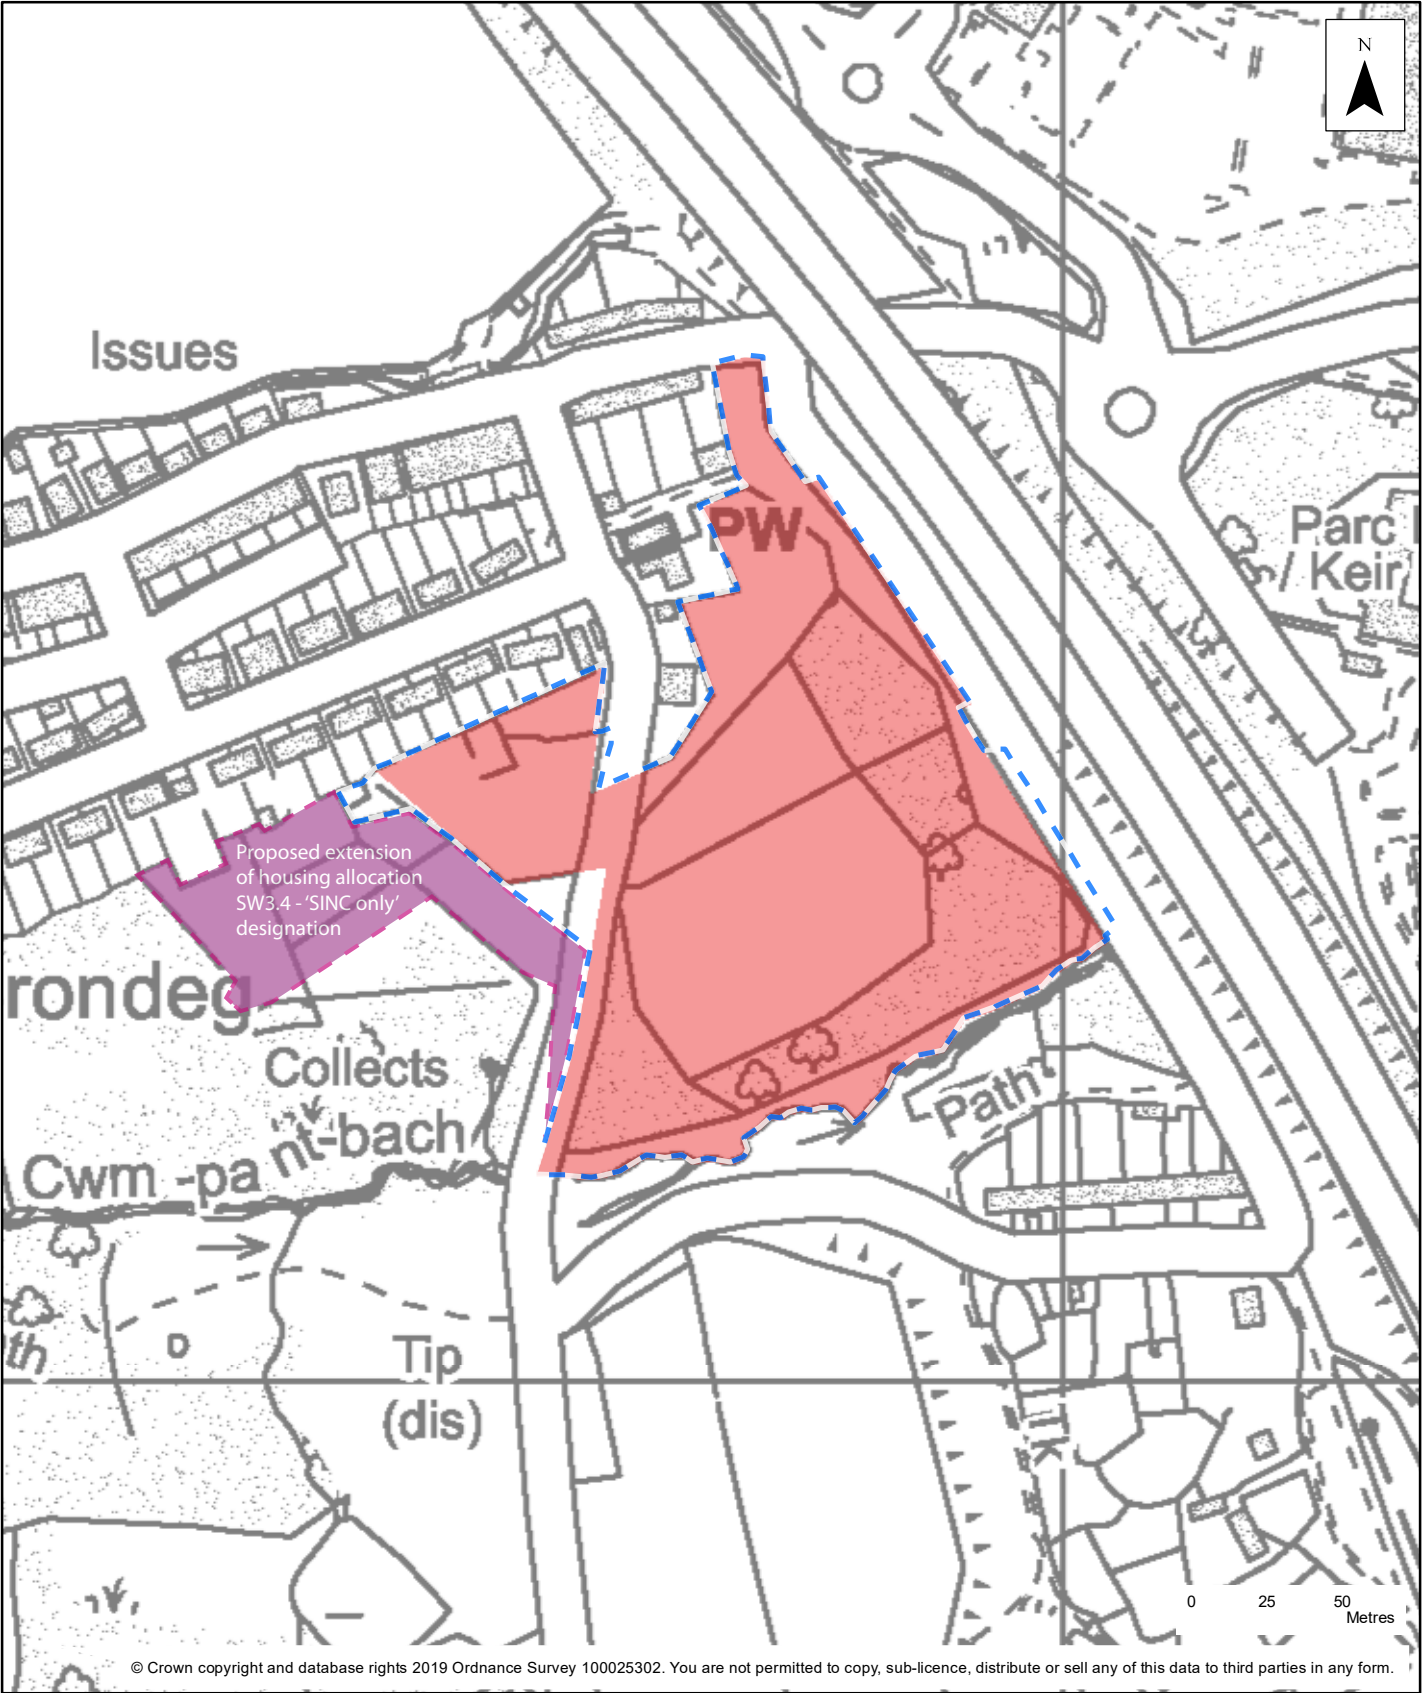 N
Issues
PW
Parc
/ Keir
Proposed extension
of housing allocation
SW3.4 - ‘SINC only’
designation
rondeg
Collects
Path
nt-bach
Cwm -pa
th
Tip
(dis)
0 25 50
Metres
© Crown copyright and database rights 2019 Ordnance Survey 100025302. You are not permitted to copy, sub-licence, distribute or sell any of this data to third parties in any form.